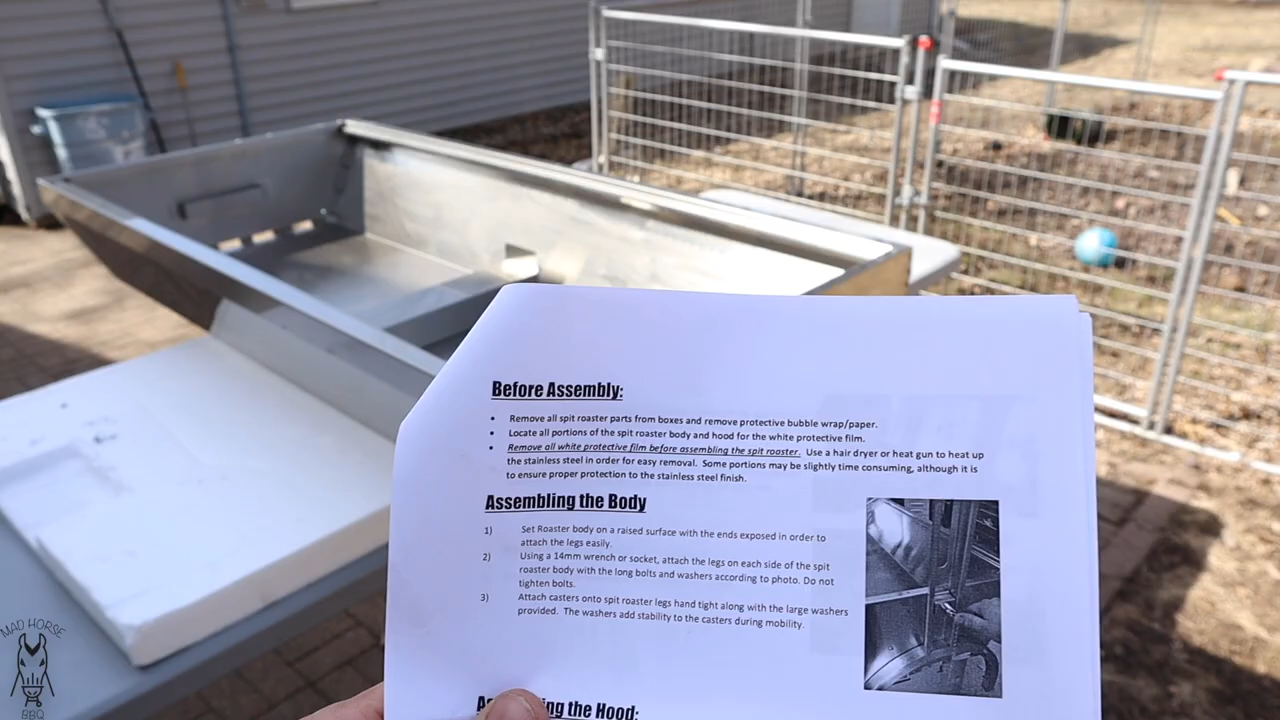 Before Assembly:
• Remove all spit roaster parts from boxes and remove protective bubble wrap/paper.
• Locate all portions of the spit roaster body and hood for the white protective film.
• Remove all white protective film before assembling the spit roaster. Use a hair dryer or heat gun to heat up
the stainless steel in order for easy removal. Some portions may be slightly time consuming, although it is
to ensure proper protection to the stainless steel finish.
Assembling the Body
1) Set Roaster body on a raised surface with the ends exposed in order to
attach the legs easily.
2) Using a 14mm wrench or socket, attach the legs on each side of the spit
roaster body with the long bolts and washers according to photo. Do not
tighten bolts.
3) Attach casters onto spit roaster legs hand tight along with the large washers
provided. The washers add stability to the casters during mobility.
the Hood:
MAD HORSE
BBQ